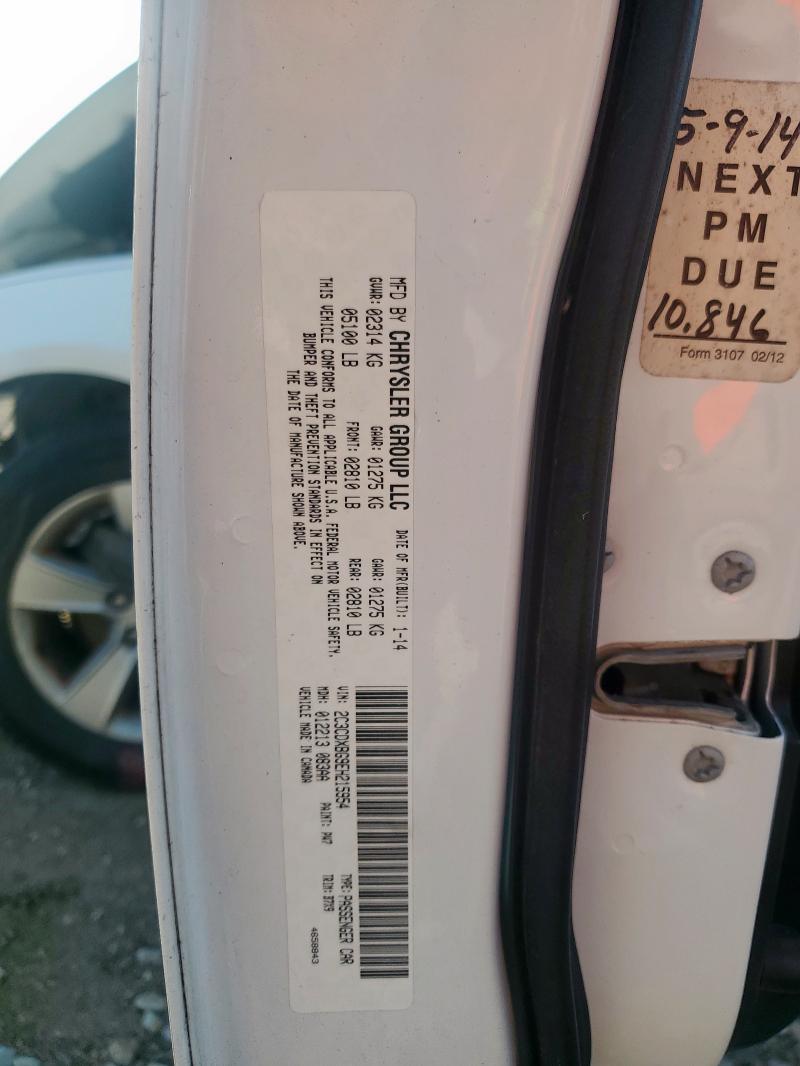 MFD BY CHRYSLER GROUP LLC DATE OF MFR(BUILT): 1-14
GVWR: 02314 KG GAWR: 01275 KG GAWR: 01275 KG
05100 LB FRONT: 02810 LB REAR: 02810 LB
THIS VEHICLE CONFORMS TO ALL APPLICABLE U.S.A. FEDERAL MOTOR VEHICLE SAFETY,
BUMPER AND THEFT PREVENTION STANDARDS IN EFFECT ON
THE DATE OF MANUFACTURE SHOWN ABOVE.
VIN: 2C3CDXBG9EH215954 TYPE: PASSENGER CAR
MDH: 012213 083AA PAINT: PW7 TRIM: B7X9
VEHICLE MADE IN CANADA 4658843
5-9-14
NEXT
PM
DUE
10.846
Form 3107 02/12